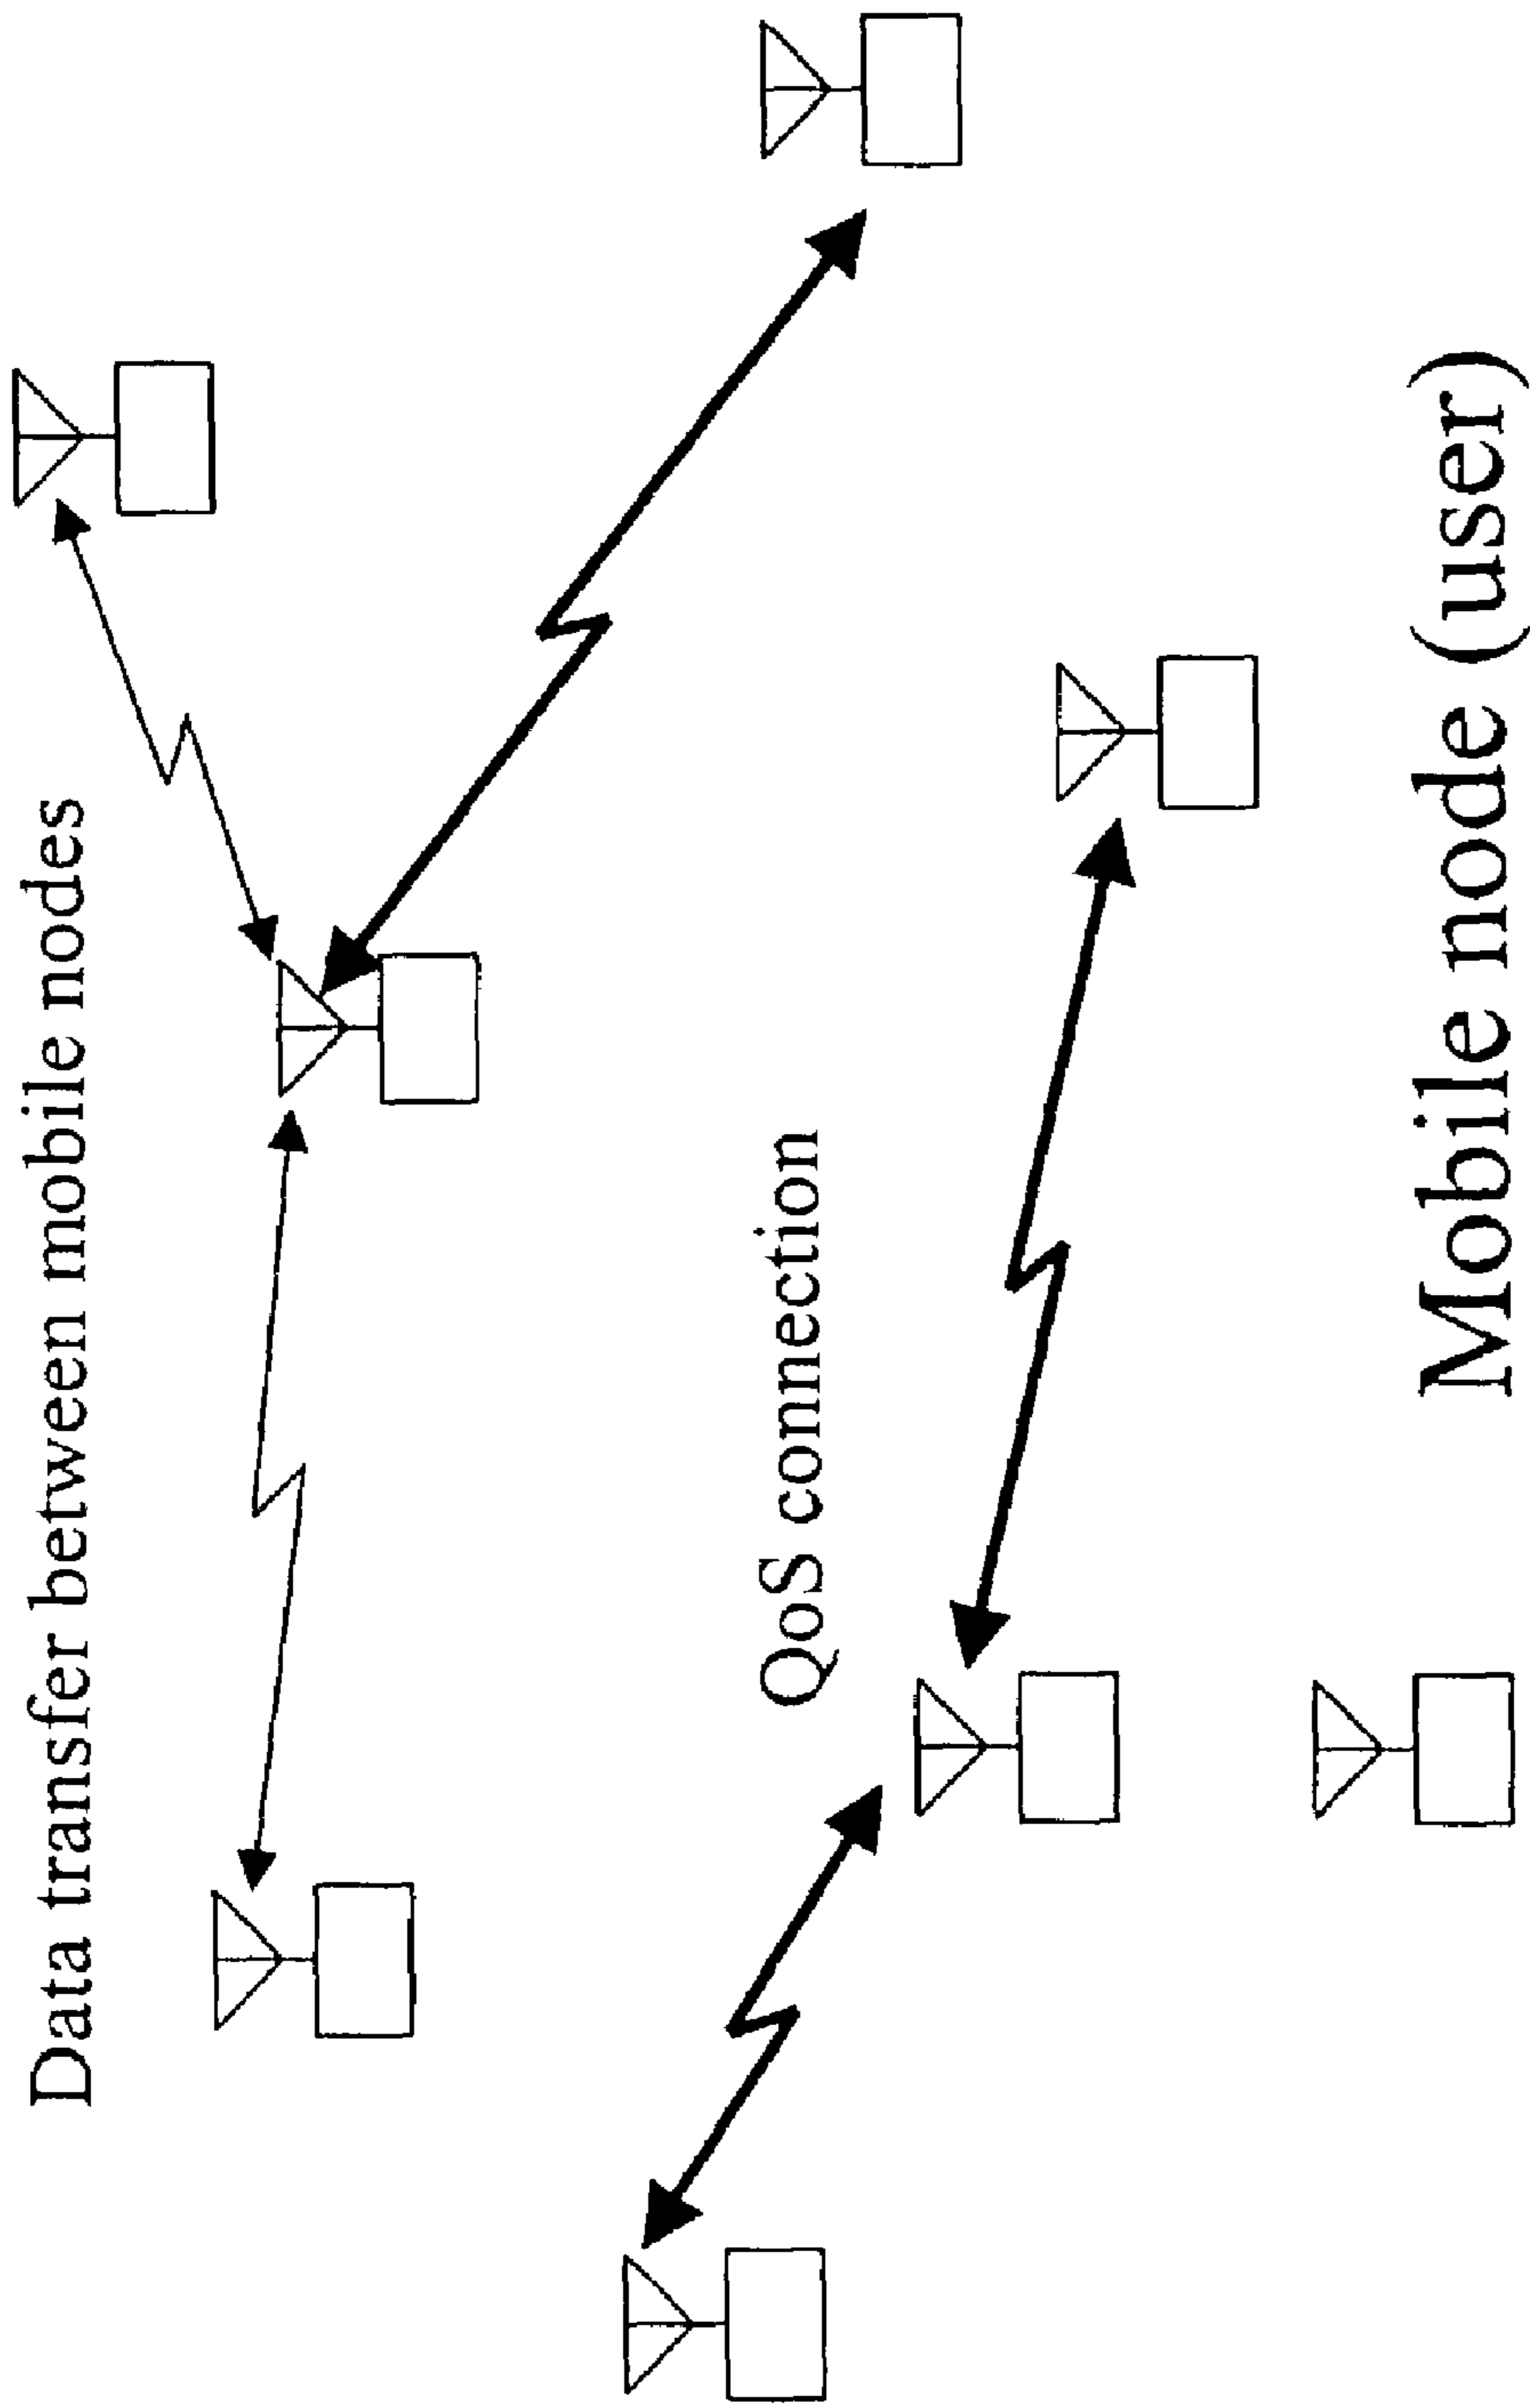 Data transfer between mobile nodes
QoS connection
Mobile node (user)